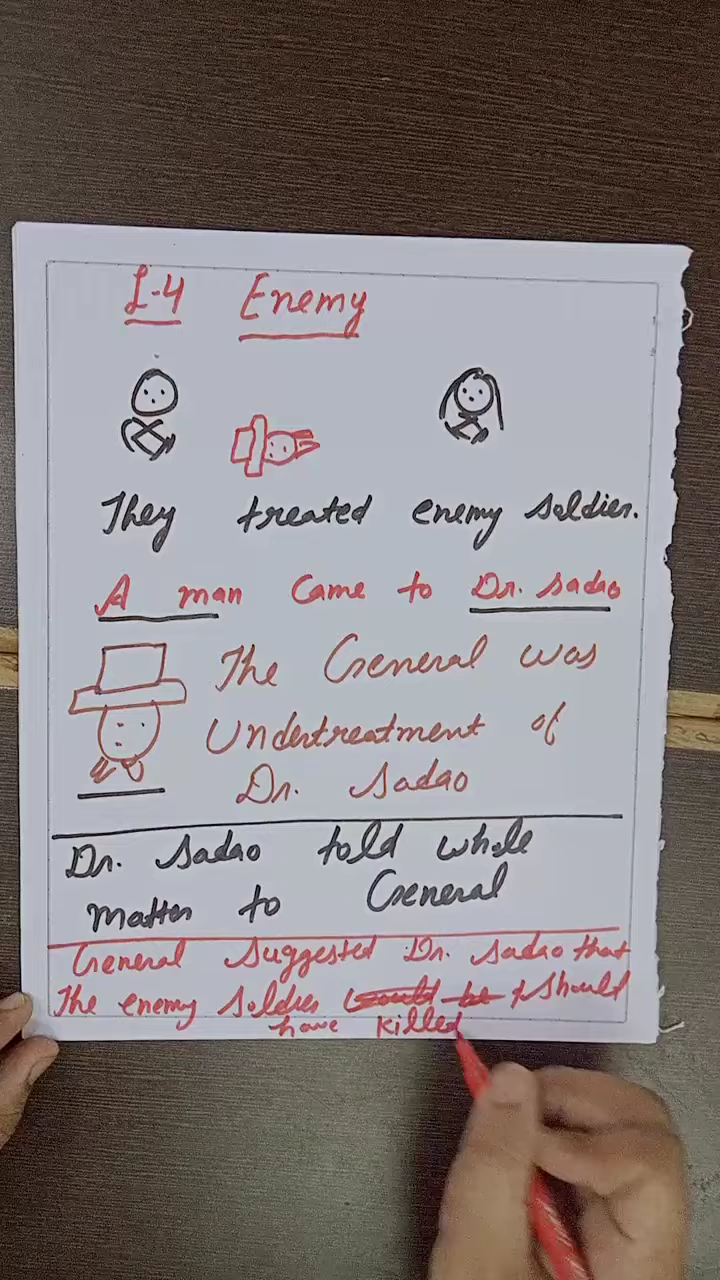 L-4 Enemy
They treated enemy soldier.
A man came to Dr. Sadao
The General was
Undertreatment of
Dr. Sadao
Dr. Sadao told whole
matter to General
General suggested Dr. Sadao that
The enemy soldier should
have killed